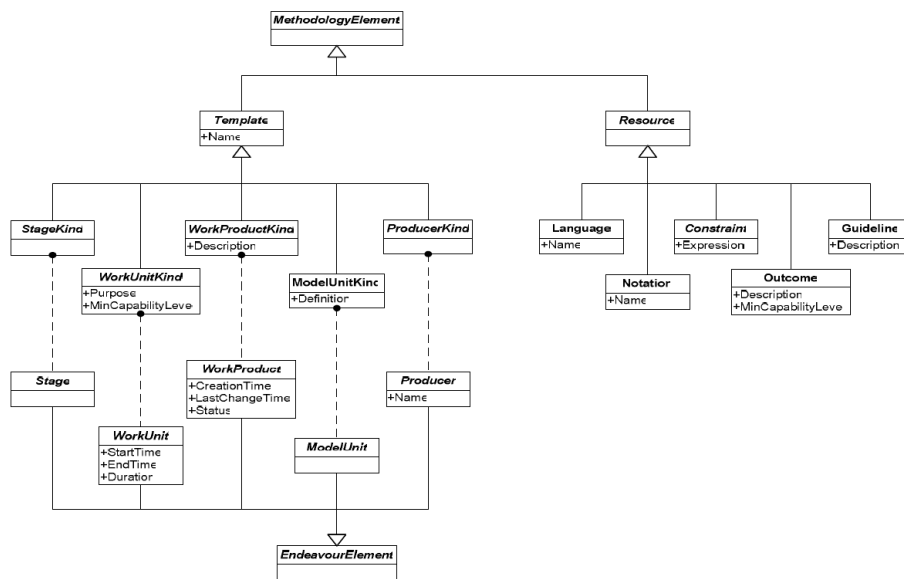 MethodologyElement
Template
+Name
Resource
StageKind
WorkProductKind
+Description
ProducerKind
Language
+Name
Constraint
+Expression
Guideline
+Description
WorkUnitKind
+Purpose
+MinCapabilityLeve
ModelUnitKind
+Definition
Notation
+Name
Outcome
+Description
+MinCapabilityLeve
Stage
WorkProduct
+CreationTime
+LastChangeTime
+Status
Producer
+Name
WorkUnit
+StartTime
+EndTime
+Duration
ModelUnit
EndeavourElement